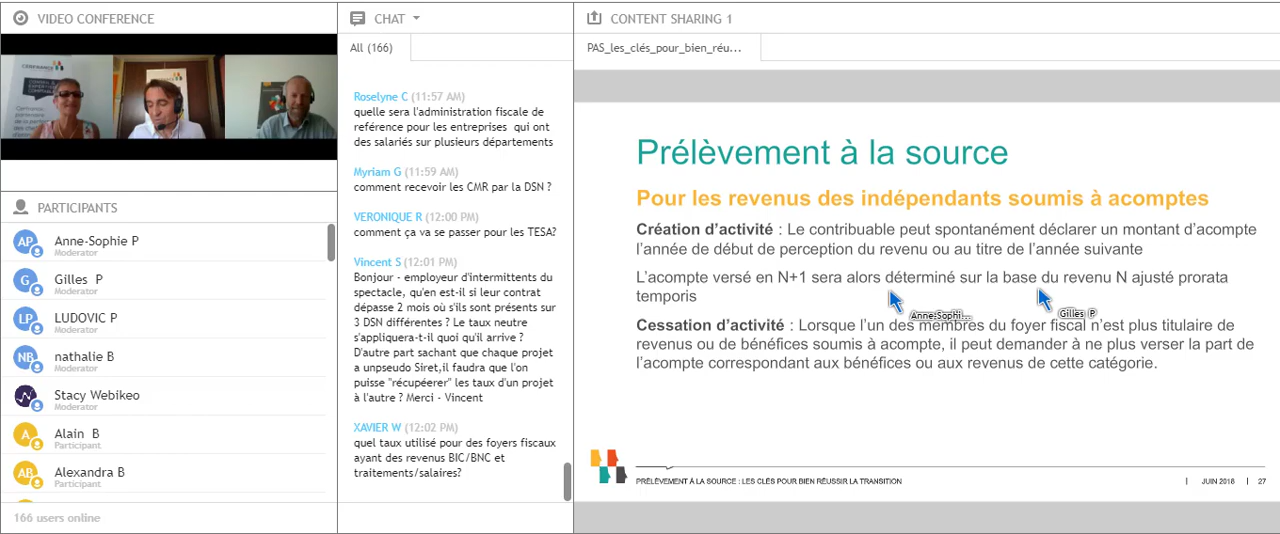 VIDEO CONFERENCE
CERFRANCE
CONSEIL &
EXPERTISE
COMPTABLE
PARTICIPANTS
AP
Anne-Sophie P
Moderator
G
Gilles P
Moderator
LP
LUDOVIC P
Moderator
NB
nathalie B
Moderator
Stacy Webikeo
Moderator
A
Alain B
Participant
AB
Alexandra B
Participant
166 users online
CHAT
All (166)
Roselyne C (11:57 AM)
quelle sera l'administration fiscale de
reférence pour les entreprises qui ont
des salariés sur plusieurs départements
Myriam G (11:59 AM)
comment recevoir les CMR par la DSN ?
VERONIQUE R (12:00 PM)
comment ça va se passer pour les TESA?
Vincent S (12:01 PM)
Bonjour - employeur d'intermittents du
spectacle, qu'en est-il si leur contrat
dépasse 2 mois où s'ils sont présents sur
3 DSN différentes ? Le taux neutre
s'appliquera-t-il quoi qu'il arrive ?
D'autre part sachant que chaque projet
a unpseudo Siret,il faudra que l'on
puisse "récupéerer" les taux d'un projet
à l'autre ? Merci - Vincent
XAVIER W (12:02 PM)
quel taux utilisé pour des foyers fiscaux
ayant des revenus BIC/BNC et
traitements/salaires?
CONTENT SHARING 1
PAS_les_clés_pour_bien_réu...
Prélèvement à la source
Pour les revenus des indépendants soumis à acomptes
Création d'activité : Le contribuable peut spontanément déclarer un montant d'acompte
l'année de début de perception du revenu ou au titre de l'année suivante
L'acompte versé en N+1 sera alors déterminé sur la base du revenu N ajusté prorata
temporis
Anne-Sophi...
Gilles P
Cessation d'activité : Lorsque l'un des membres du foyer fiscal n'est plus titulaire de
revenus ou de bénéfices soumis à acompte, il peut demander à ne plus verser la part de
l'acompte correspondant aux bénéfices ou aux revenus de cette catégorie.
PRÉLÈVEMENT À LA SOURCE : LES CLÉS POUR BIEN RÉUSSIR LA TRANSITION
| JUIN 2018 | 27